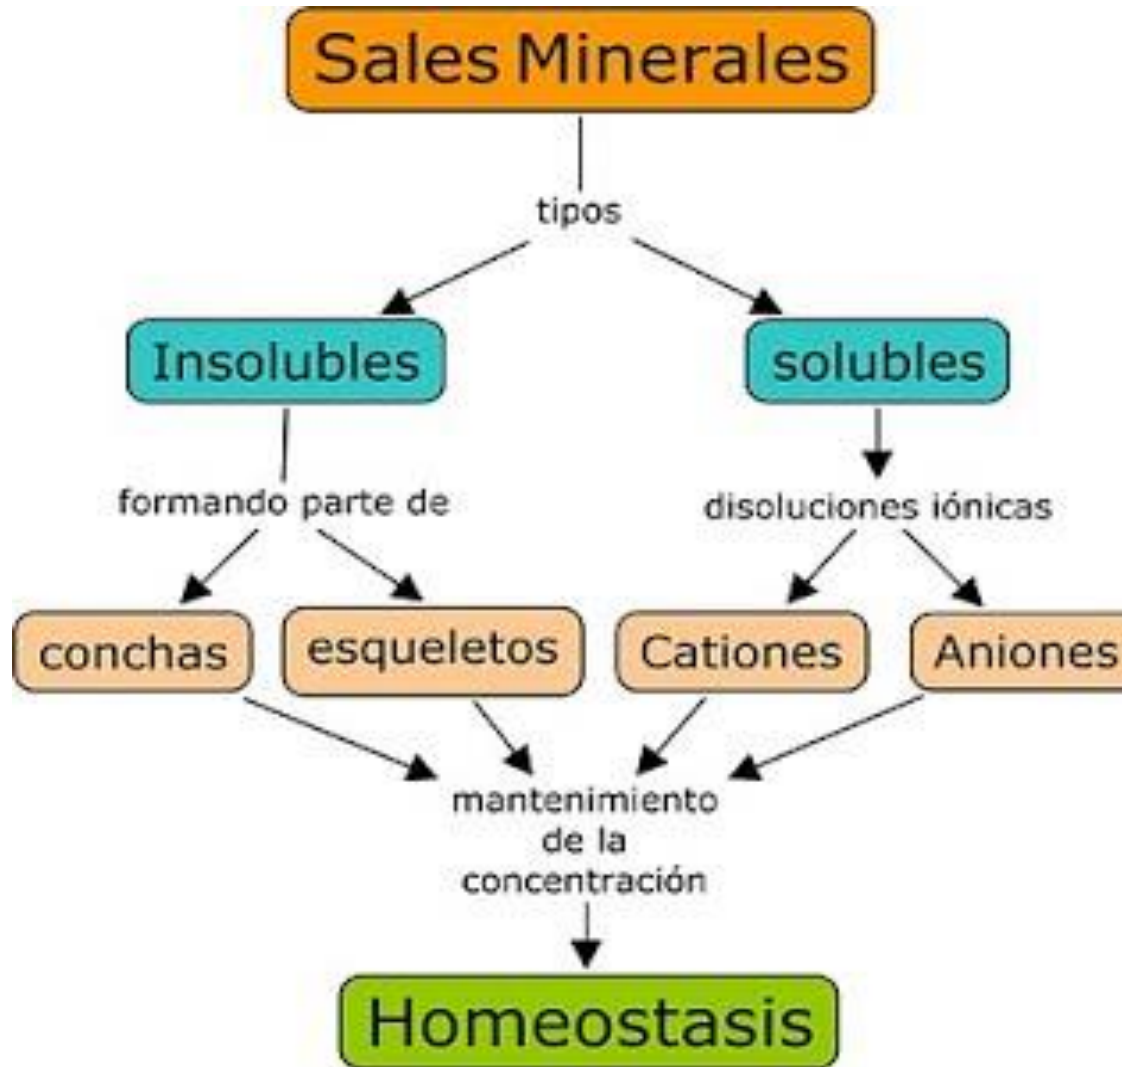 Sales Minerales
tipos
Insolubles
solubles
formando parte de
disoluciones iónicas
conchas
esqueletos
Cationes
Aniones
mantenimiento
de la
concentración
Homeostasis